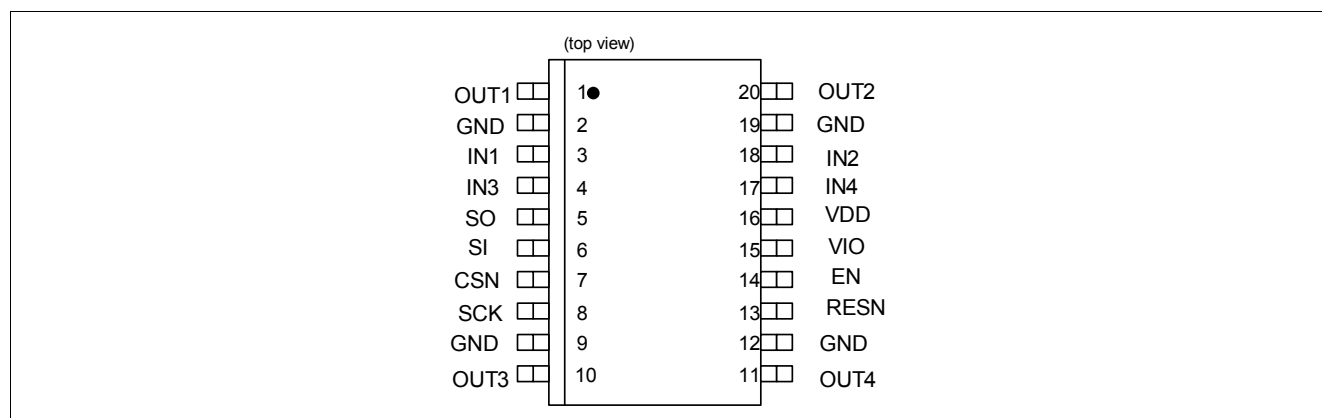 (top view)
OUT1 1 20 OUT2
GND 2 19 GND
IN1 3 18 IN2
IN3 4 17 IN4
SO 5 16 VDD
SI 6 15 VIO
CSN 7 14 EN
SCK 8 13 RESN
GND 9 12 GND
OUT3 10 11 OUT4